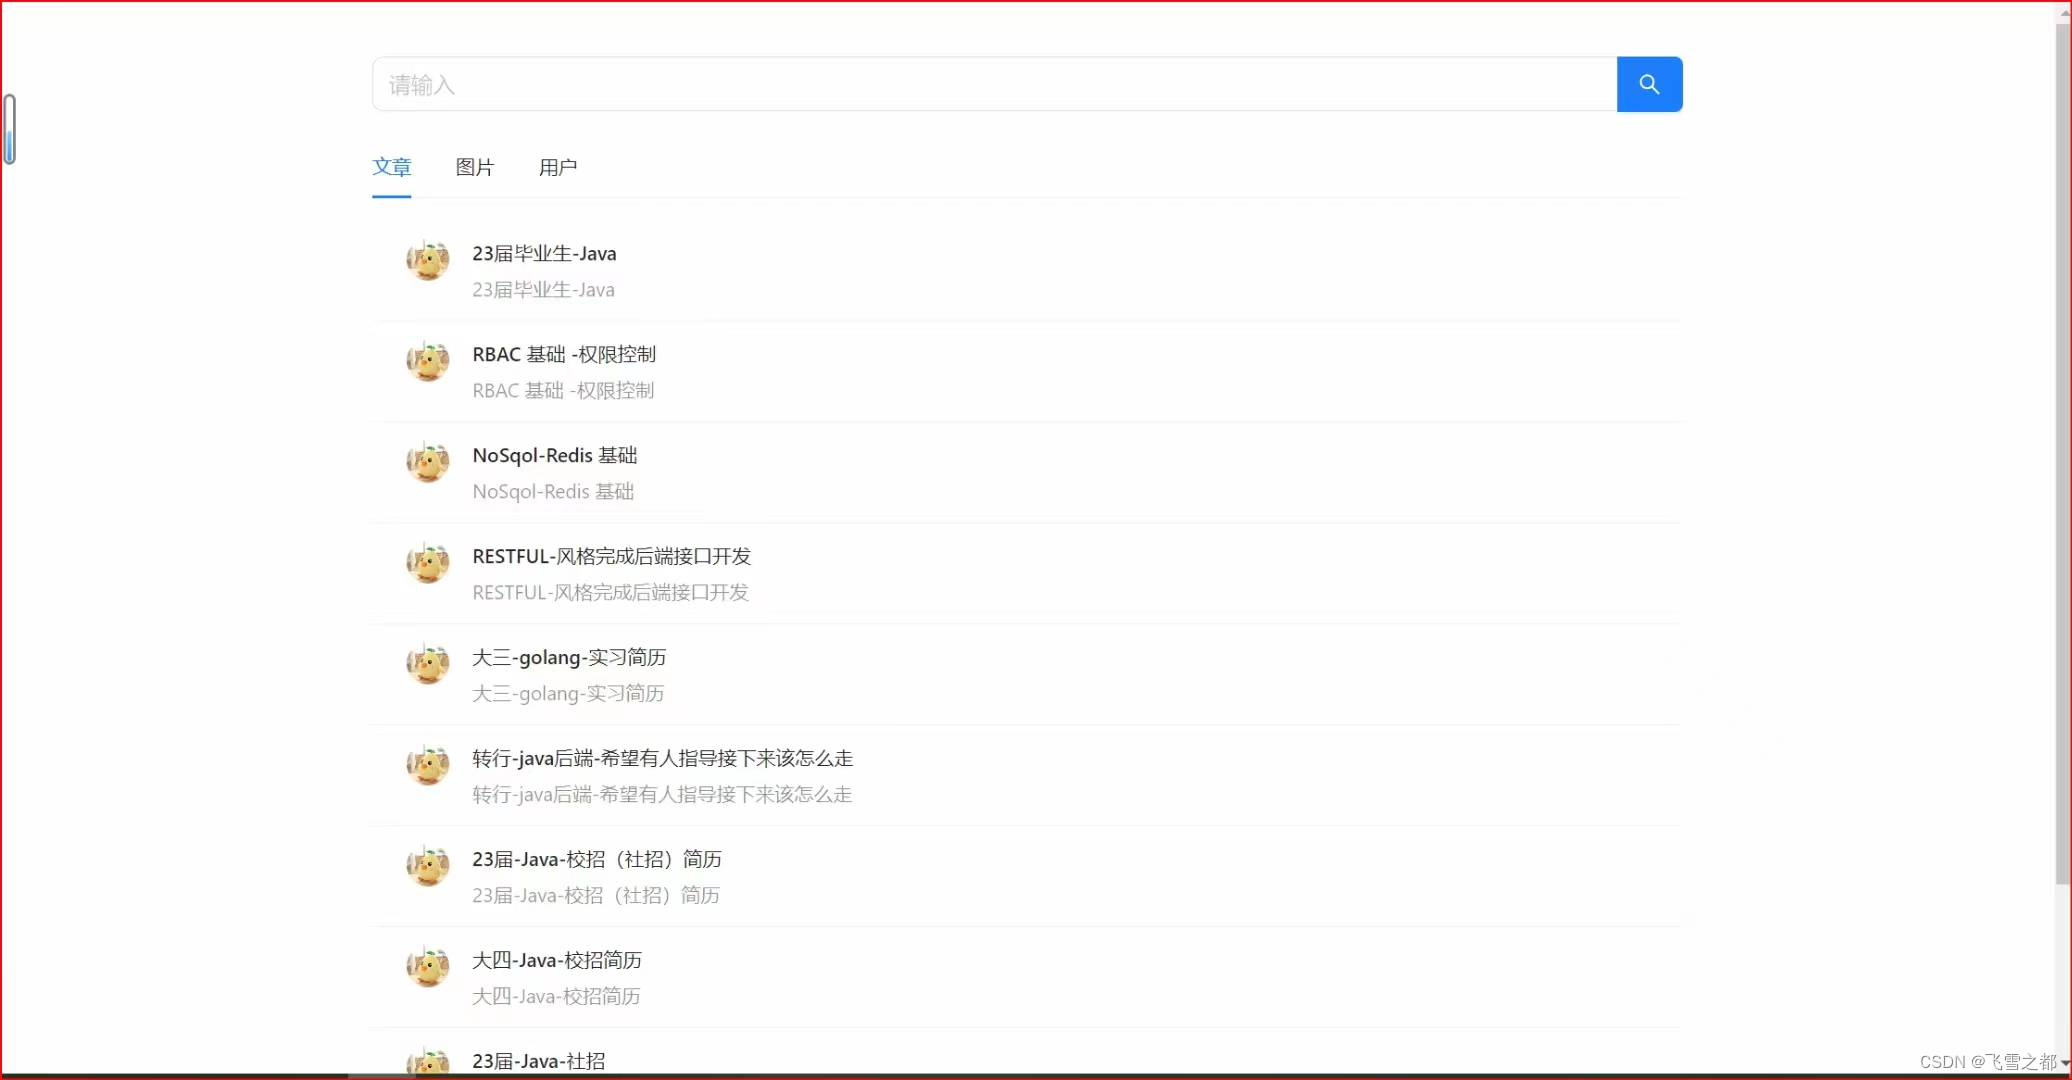 请输入
文章 图片 用户
23届毕业生-Java
23届毕业生-Java
RBAC 基础 -权限控制
RBAC 基础 -权限控制
NoSqol-Redis 基础
NoSqol-Redis 基础
RESTFUL-风格完成后端接口开发
RESTFUL-风格完成后端接口开发
大三-golang-实习简历
大三-golang-实习简历
转行-java后端-希望有人指导接下来该怎么走
转行-java后端-希望有人指导接下来该怎么走
23届-Java-校招（社招）简历
23届-Java-校招（社招）简历
大四-Java-校招简历
大四-Java-校招简历
23届-Java-社招
CSDN @飞雪之都